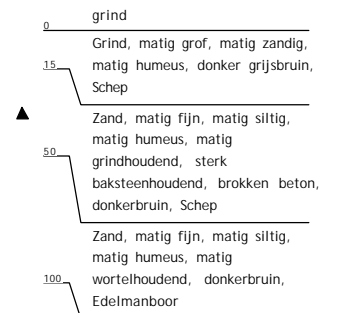 grind
0
Grind, matig grof, matig zandig,
15
matig humeus, donker grijsbruin,
Schep
Zand, matig fijn, matig siltig,
matig humeus, matig
50
grindhoudend, sterk
baksteenhoudend, brokken beton,
donkerbruin, Schep
Zand, matig fijn, matig siltig,
matig humeus, matig
wortelhoudend, donkerbruin,
100
Edelmanboor